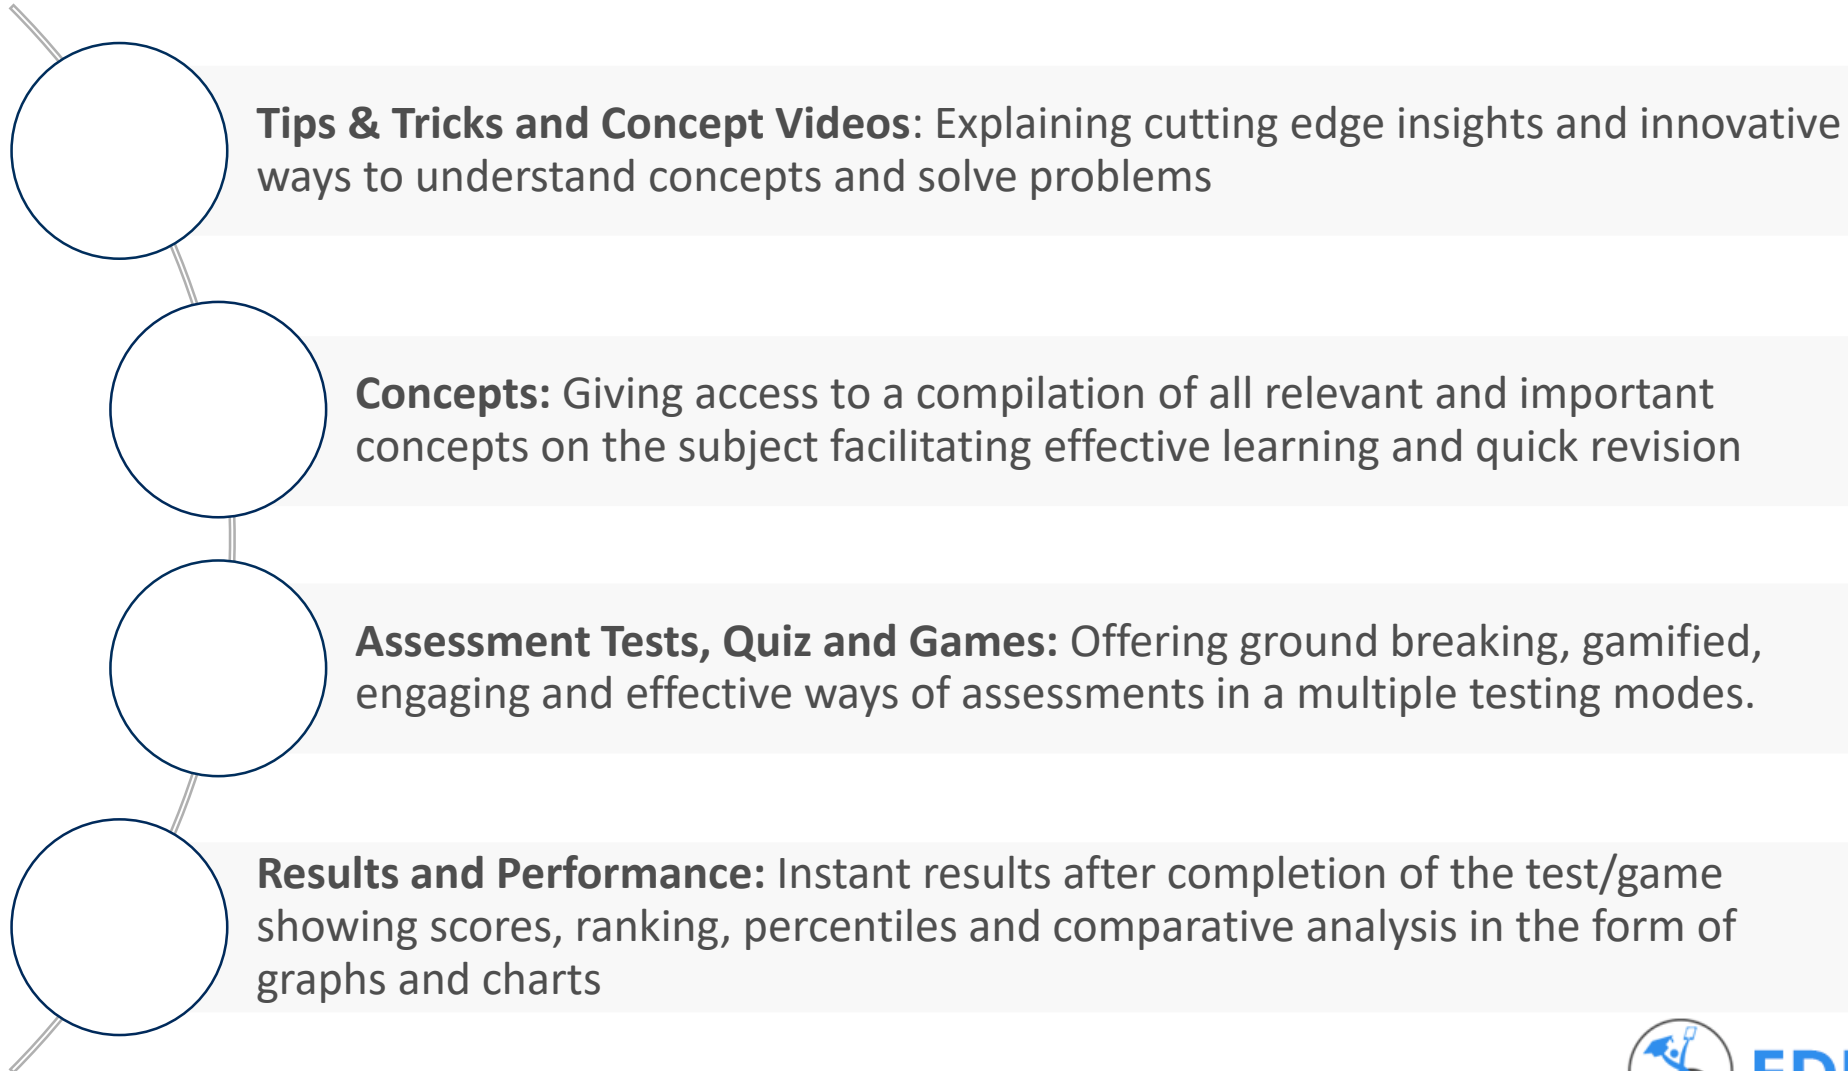 Tips & Tricks and Concept Videos: Explaining cutting edge insights and innovative
ways to understand concepts and solve problems
Concepts: Giving access to a compilation of all relevant and important
concepts on the subject facilitating effective learning and quick revision
Assessment Tests, Quiz and Games: Offering ground breaking, gamified,
engaging and effective ways of assessments in a multiple testing modes.
Results and Performance: Instant results after completion of the test/game
showing scores, ranking, percentiles and comparative analysis in the form of
graphs and charts